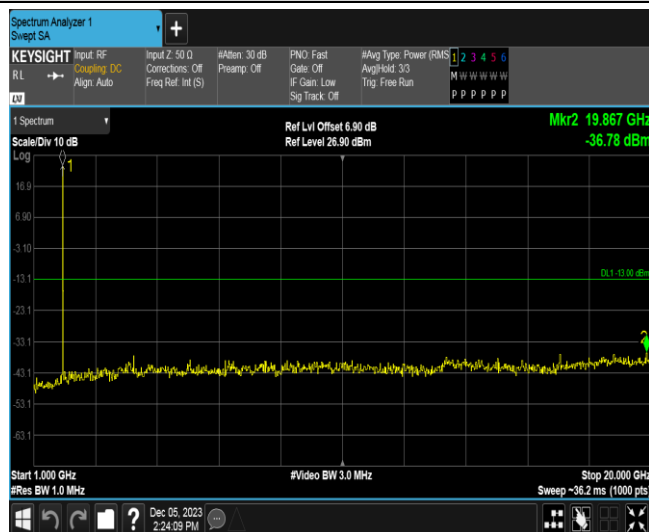 Spectrum Analyzer 1
Swept SA
+
KEYSIGHT Input: RF Input Z: 50 Ω #Atten: 30 dB PNO: Fast #Avg Type: Power (RMS 1 2 3 4 5 6
RL Coupling: DC Corrections: Off Preamp: Off Gate: Off Avg|Hold: 3/3 M W W W W W
Align: Auto Freq Ref: Int (S) IF Gain: Low Trig: Free Run
Sig Track: Off P P P P P P
LXI
1 Spectrum Ref Lvl Offset 6.90 dB Mkr2 19.867 GHz
Scale/Div 10 dB Ref Level 26.90 dBm -36.78 dBm
Log
1
16.9
6.90
-3.10
-13.1 DL1 -13.00 dBm
-23.1
-33.1 2
-43.1
-53.1
-63.1
Start 1.000 GHz #Video BW 3.0 MHz Stop 20.000 GHz
#Res BW 1.0 MHz Sweep ~36.2 ms (1000 pts)
? Dec 05, 2023
2:24:09 PM